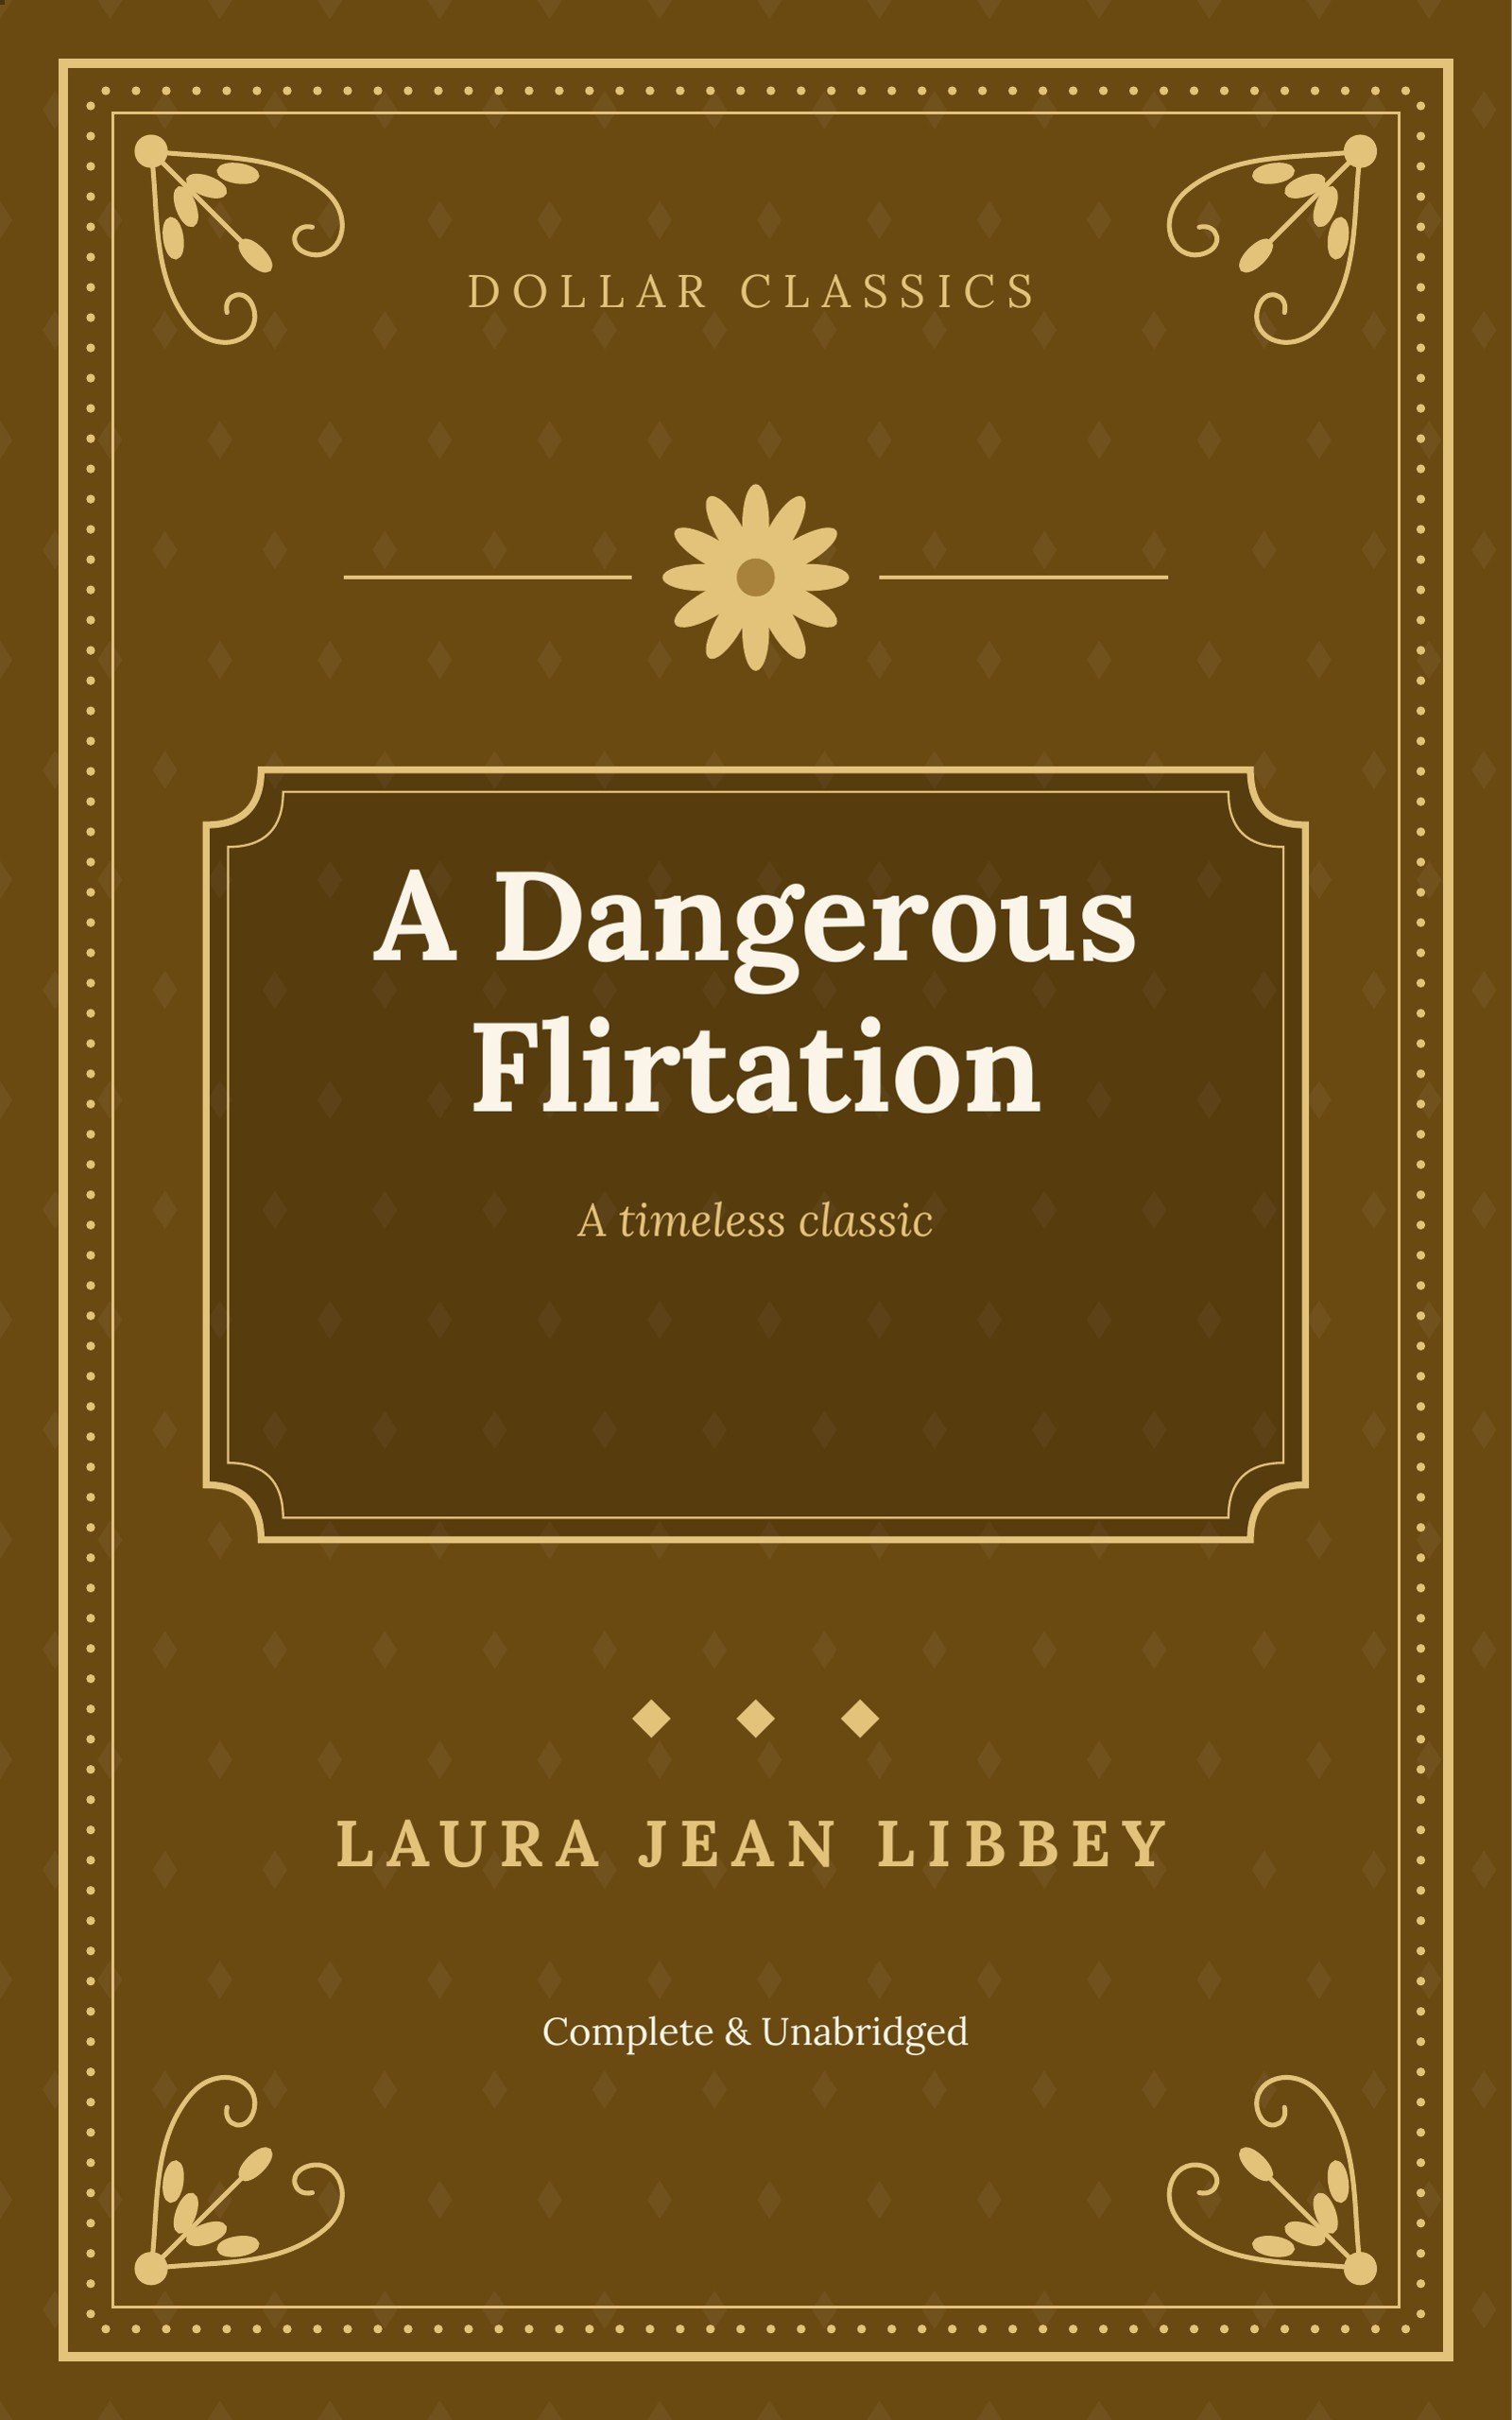 DOLLAR CLASSICS
A Dangerous
Flirtation
A timeless classic
LAURA JEAN LIBBEY
Complete & Unabridged